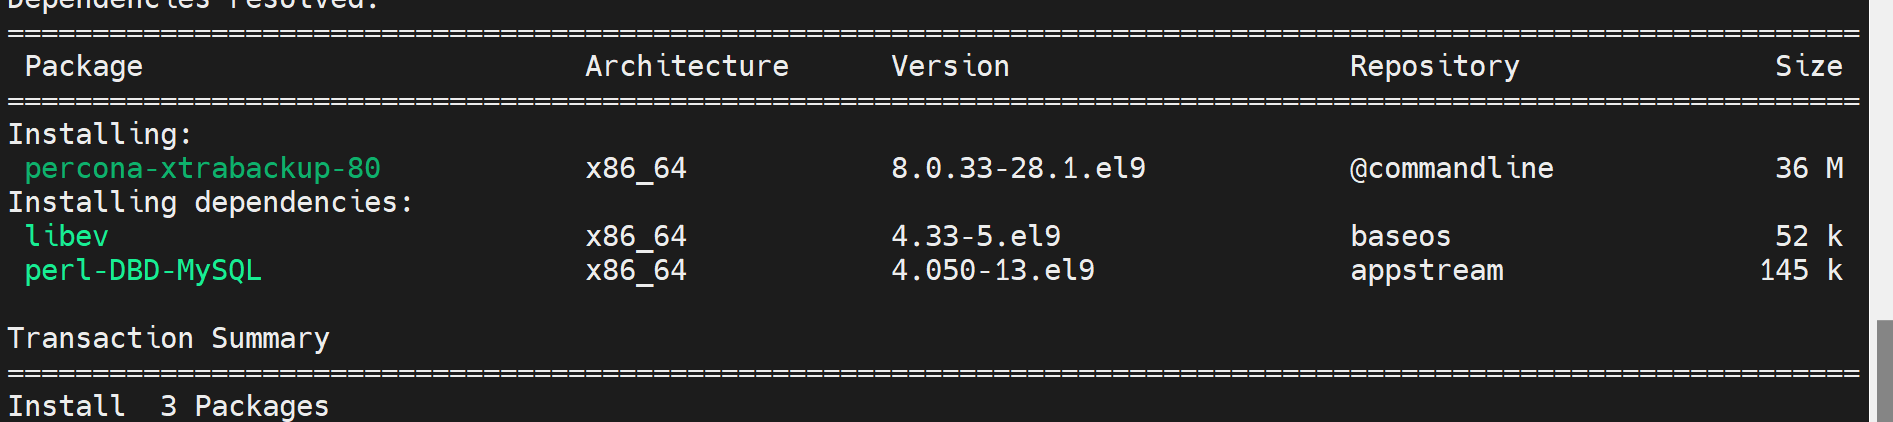 Dependencies resolved.
=============================================================================================================
Package Architecture Version Repository Size
=============================================================================================================
Installing:
percona-xtrabackup-80 x86_64 8.0.33-28.1.el9 @commandline 36 M
Installing dependencies:
libev x86_64 4.33-5.el9 baseos 52 k
perl-DBD-MySQL x86_64 4.050-13.el9 appstream 145 k
Transaction Summary
=============================================================================================================
Install 3 Packages